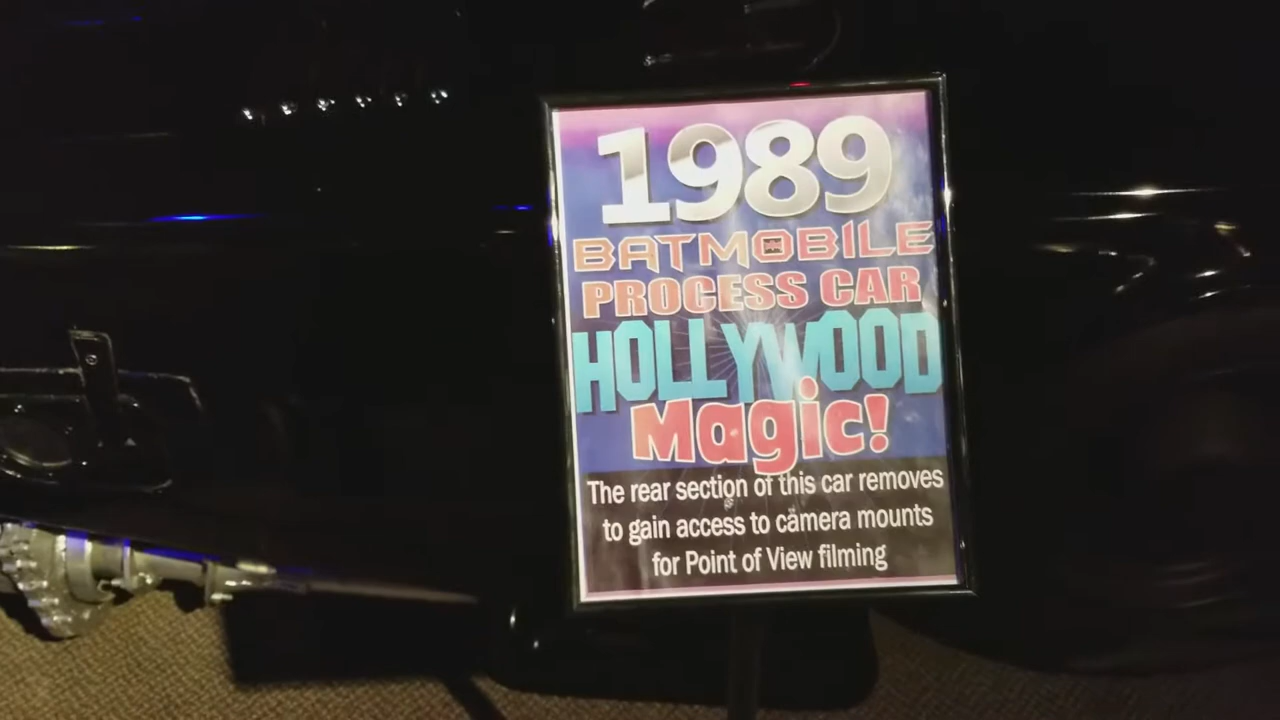 1989
BATMOBILE
PROCESS CAR
HOLLYWOOD
Magic!
The rear section of this car removes
to gain access to camera mounts
for Point of View filming